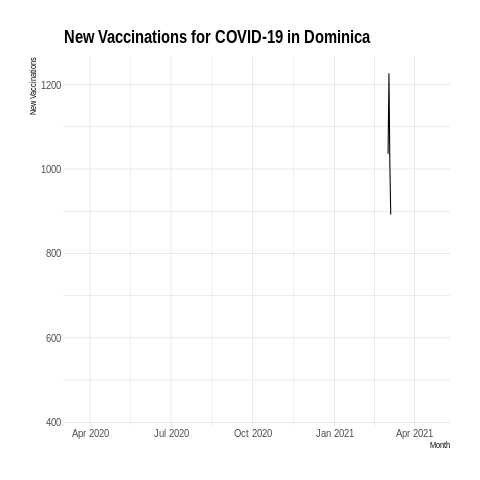 New Vaccinations for COVID-19 in Dominica
New Vaccinations
1200
1000
800
600
400
Apr 2020 Jul 2020 Oct 2020 Jan 2021 Apr 2021
Month